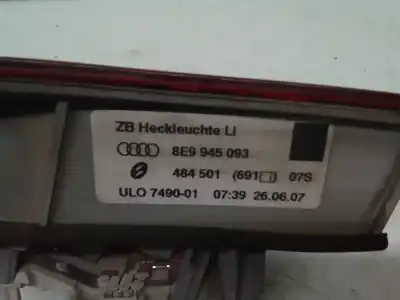 ZB Heckleuchte Li
8E9 945 093
484 501 (691□) 07S
ULO 7490-01 07:39 26.06.07